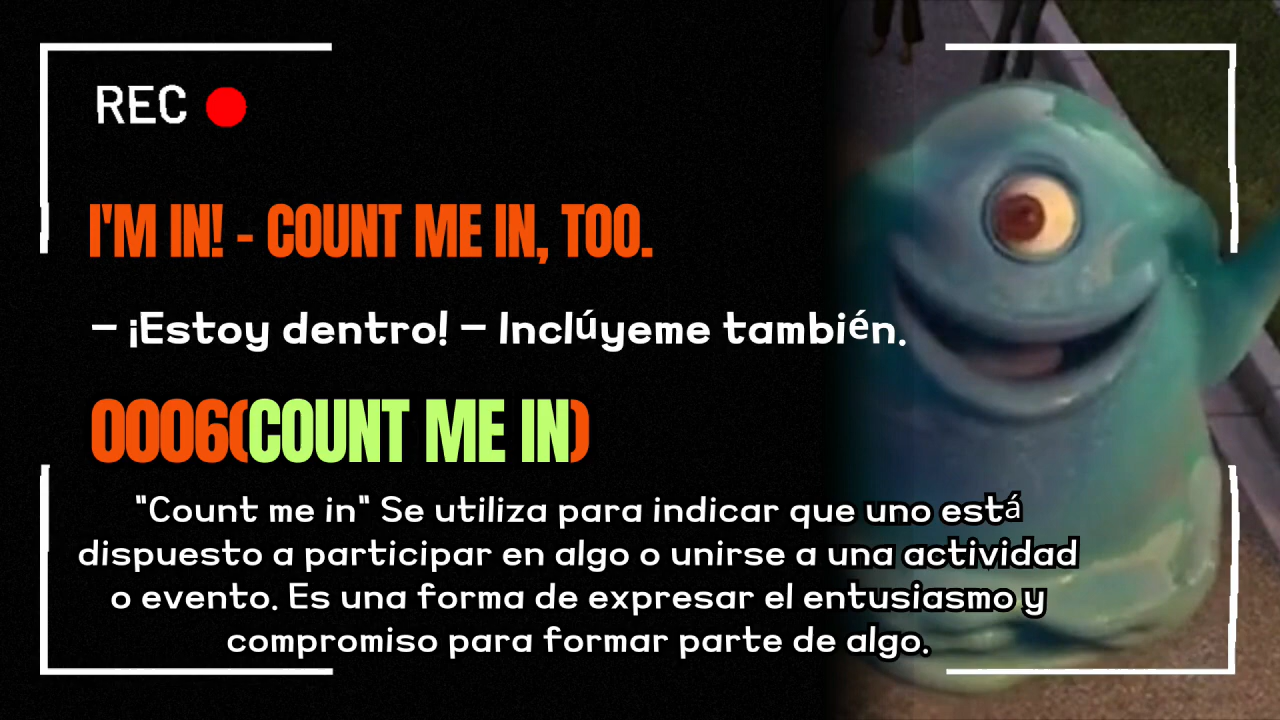 REC
I'M IN! - COUNT ME IN, TOO.
– ¡Estoy dentro! – Inclúyeme también.
0006(COUNT ME IN)
"Count me in" Se utiliza para indicar que uno está
dispuesto a participar en algo o unirse a una actividad
o evento. Es una forma de expresar el entusiasmo y
compromiso para formar parte de algo.